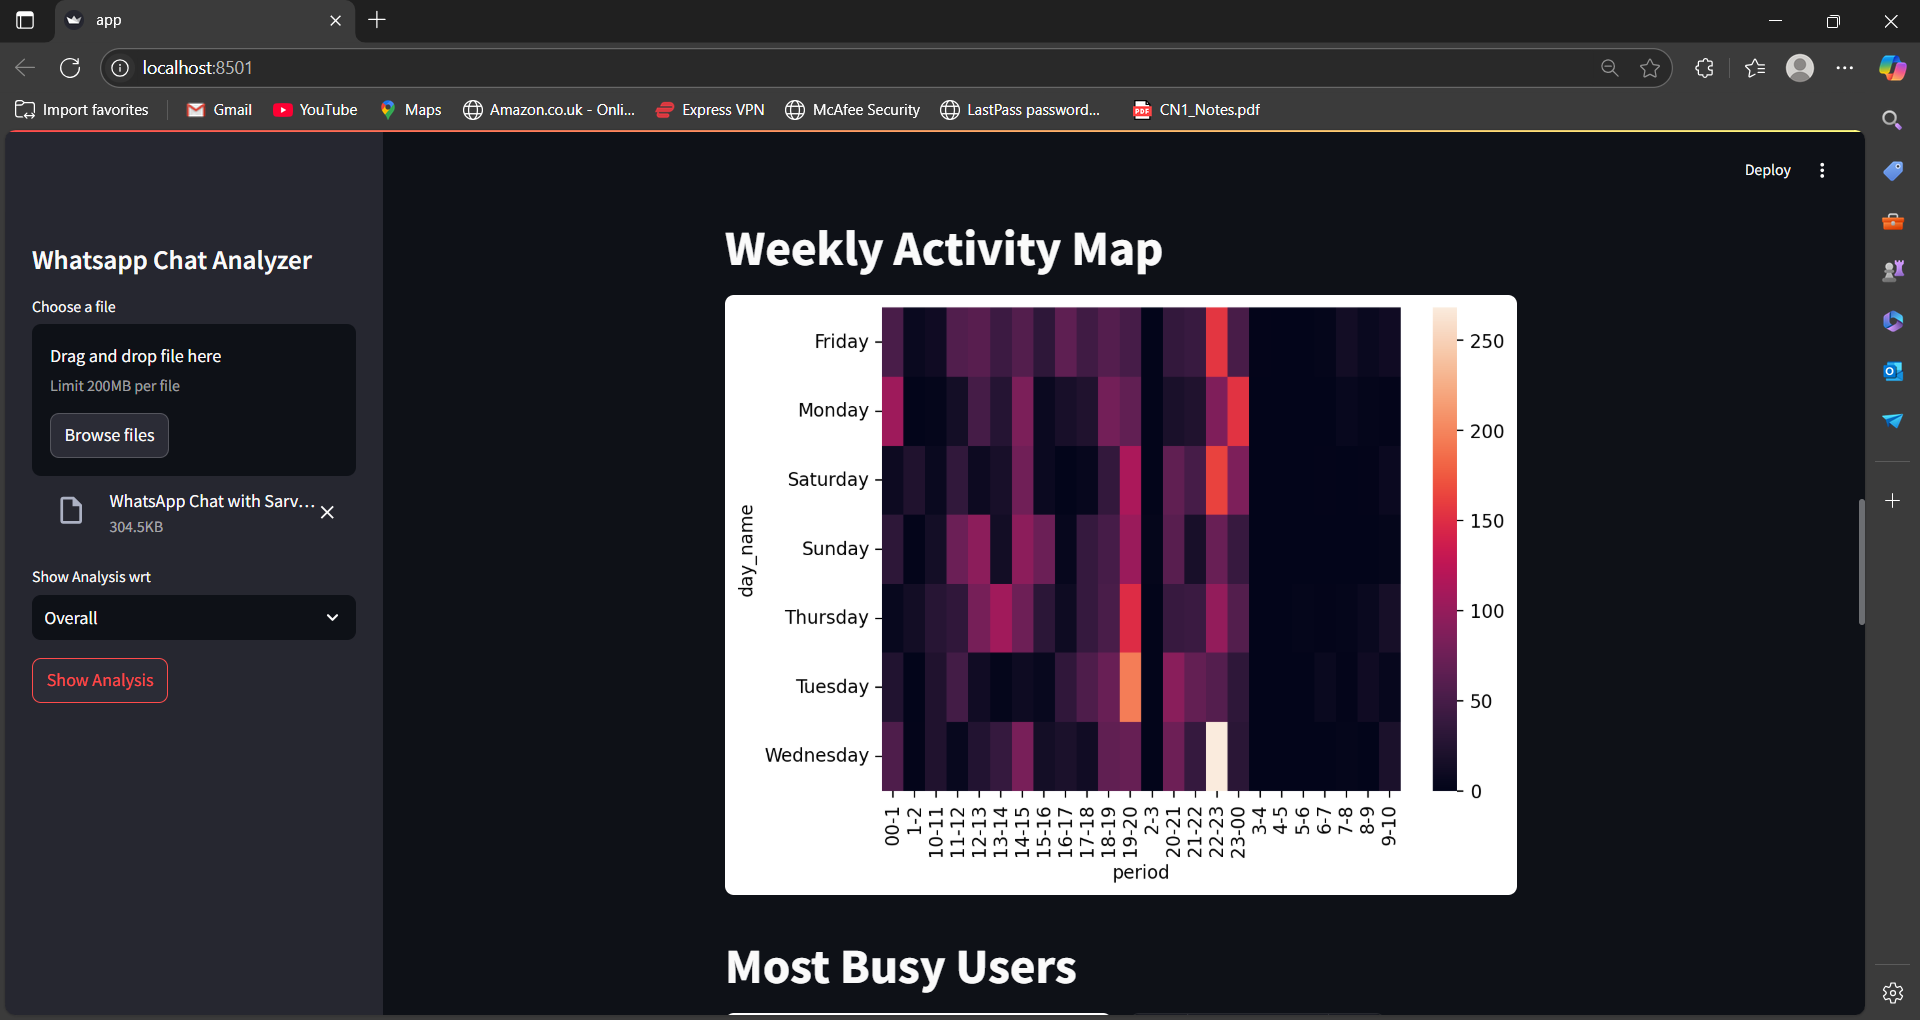 app
localhost:8501
Import favorites
Gmail
YouTube
Maps
Amazon.co.uk - Onli...
Express VPN
McAfee Security
LastPass password...
PDF
CN1_Notes.pdf
Deploy
Whatsapp Chat Analyzer
Choose a file
Drag and drop file here
Limit 200MB per file
Browse files
WhatsApp Chat with Sarv...
304.5KB
Show Analysis wrt
Overall
Show Analysis
Weekly Activity Map
day_name
Friday
Monday
Saturday
Sunday
Thursday
Tuesday
Wednesday
00-1
1-2
10-11
11-12
12-13
13-14
14-15
15-16
16-17
17-18
18-19
19-20
2-3
20-21
21-22
22-23
23-00
3-4
4-5
5-6
6-7
7-8
8-9
9-10
period
250
200
150
100
50
0
Most Busy Users